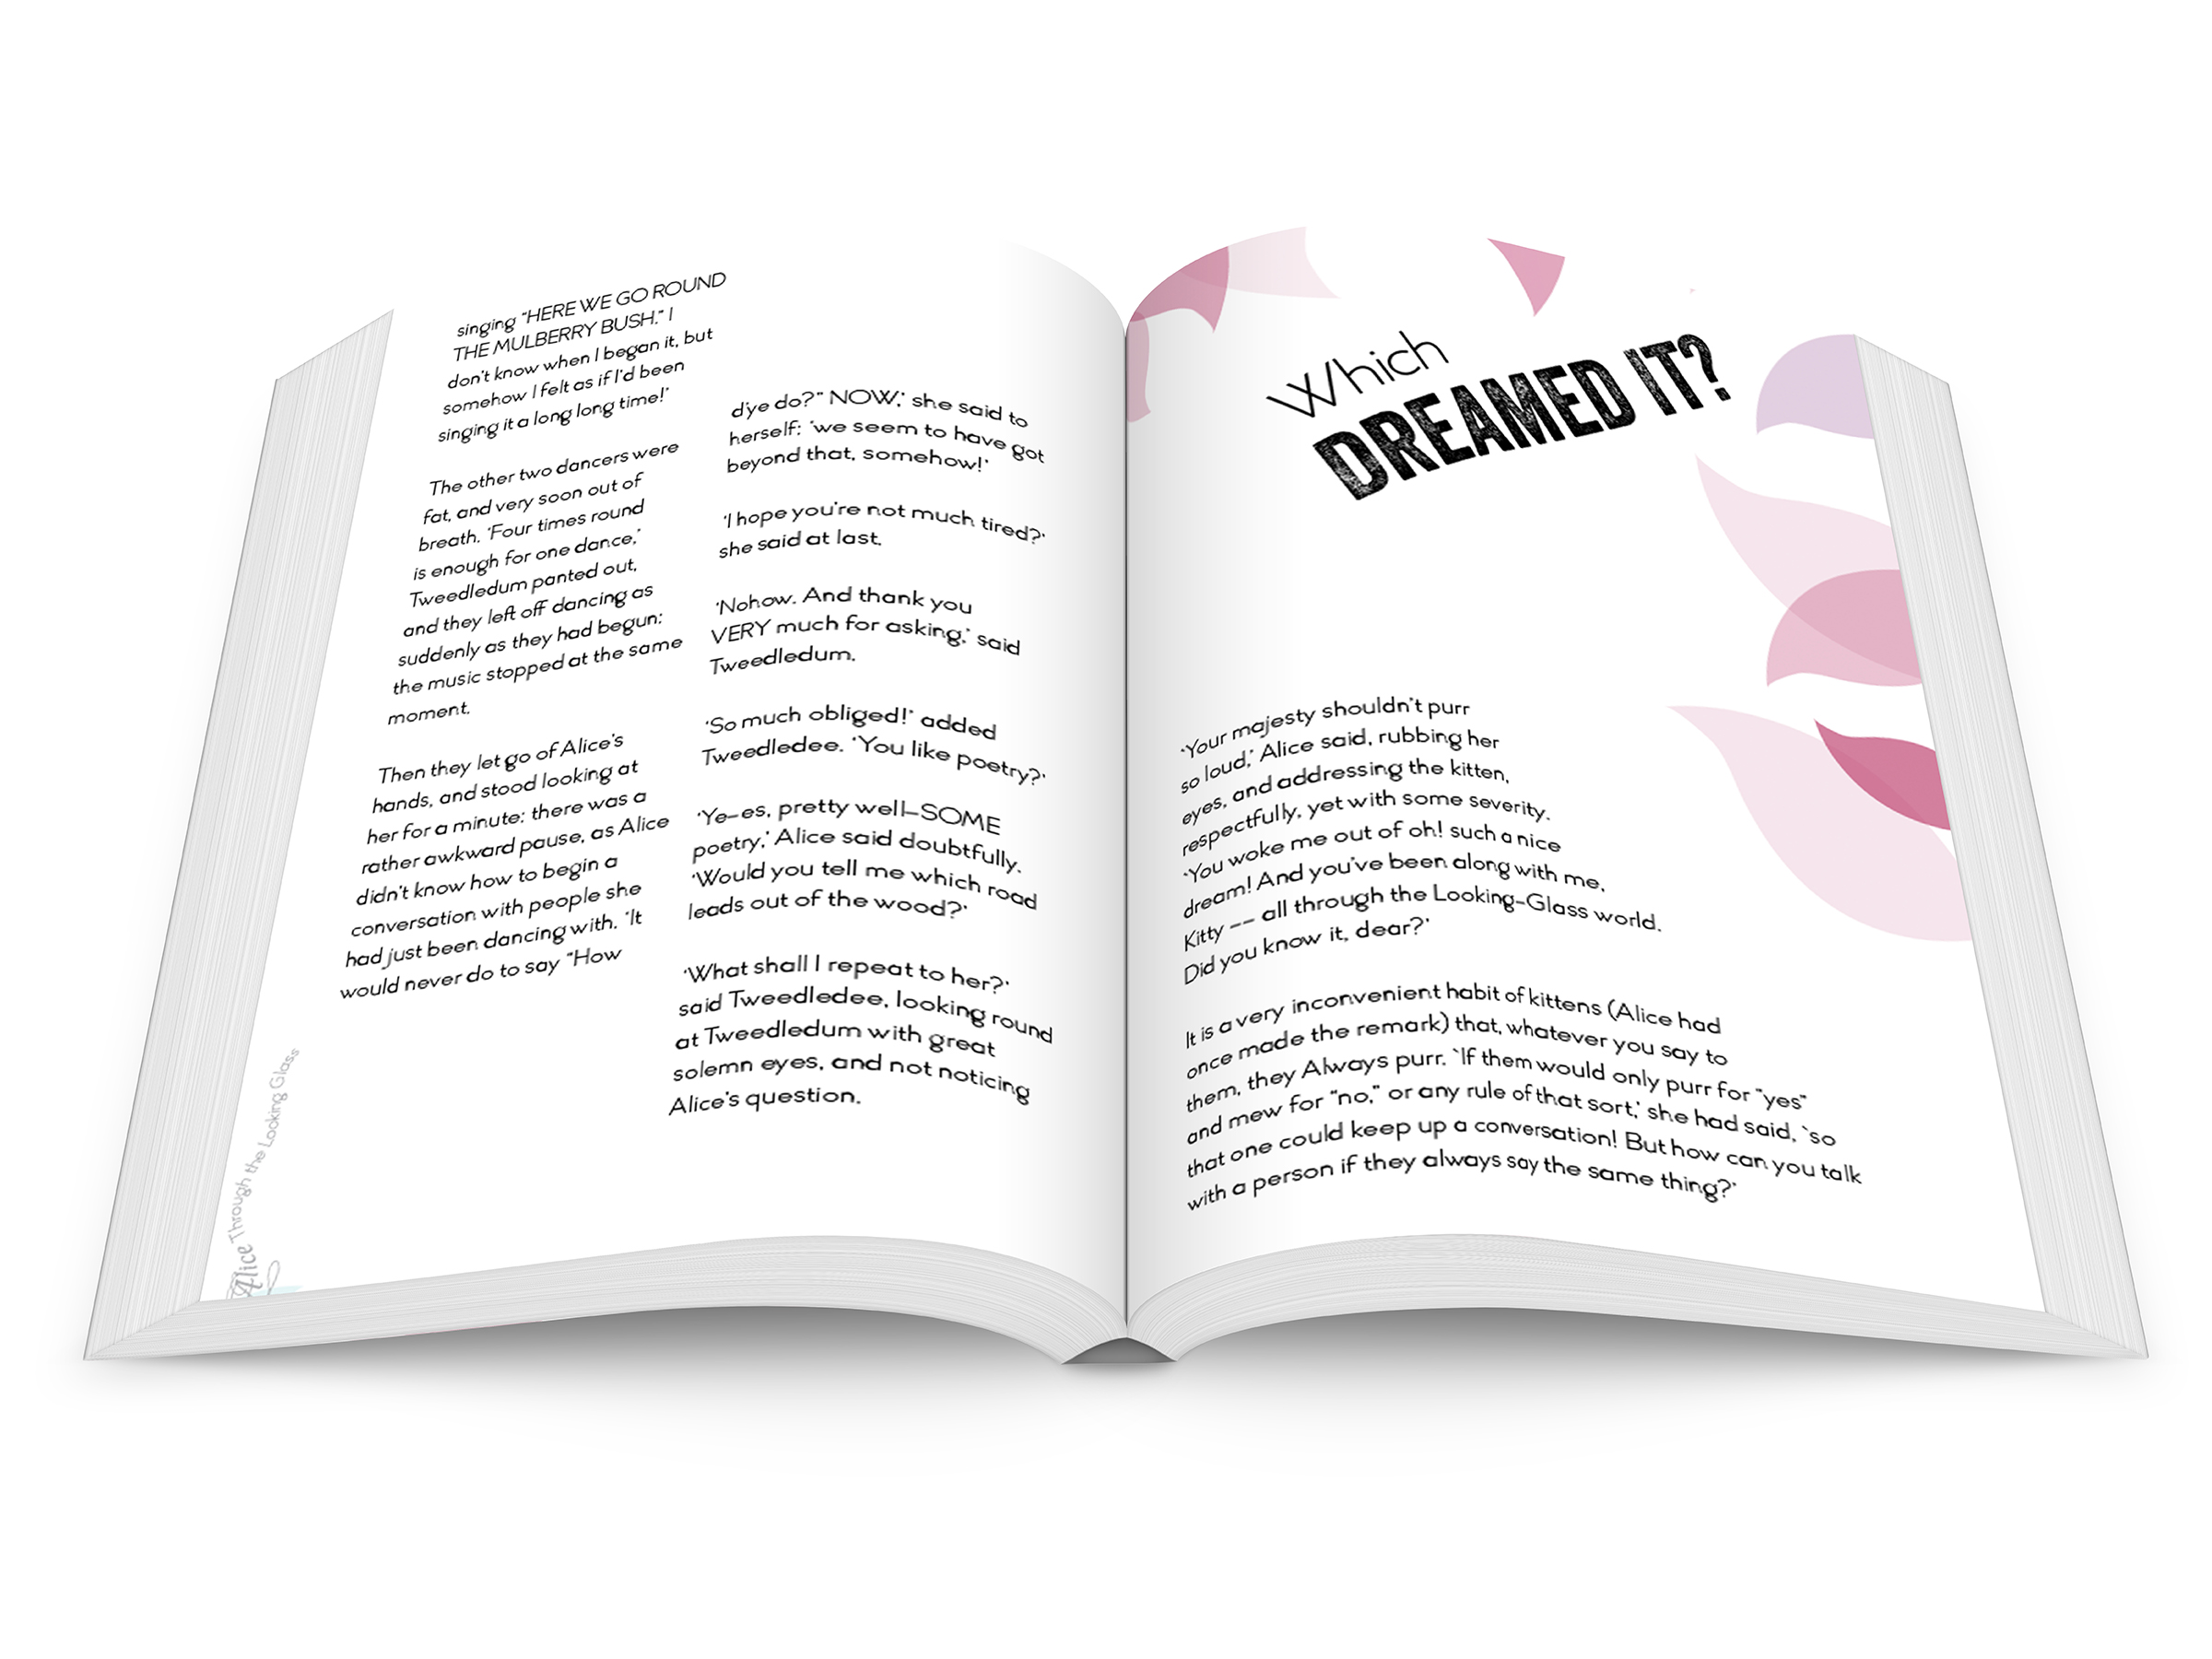 singing “HERE WE GO ROUND
THE MULBERRY BUSH.” I
don't know when I began it, but
somehow I felt as if I'd been
singing it a long long time!'
The other two dancers were
fat, and very soon out of
breath. 'Four times round
is enough for one dance,'
Tweedledum panted out,
and they left off dancing as
suddenly as they had begun:
the music stopped at the same
moment.
Then they let go of Alice's
hands, and stood looking at
her for a minute: there was a
rather awkward pause, as Alice
didn't know how to begin a
conversation with people she
had just been dancing with. 'It
would never do to say “How
d'ye do?” NOW,' she said to
herself: 'we seem to have got
beyond that, somehow!'
'I hope you're not much tired?'
she said at last.
'Nohow. And thank you
VERY much for asking,' said
Tweedledum.
'So much obliged!' added
Tweedledee. 'You like poetry?'
'Ye-es, pretty well—SOME
poetry,' Alice said doubtfully.
'Would you tell me which road
leads out of the wood?'
'What shall I repeat to her?'
said Tweedledee, looking round
at Tweedledum with great
solemn eyes, and not noticing
Alice's question.
Alice Through the Looking Glass
Which
DREAMED IT?
'Your majesty shouldn't purr
so loud,' Alice said, rubbing her
eyes, and addressing the kitten,
respectfully, yet with some severity.
'You woke me out of oh! such a nice
dream! And you've been along with me,
Kitty -- all through the Looking-Glass world.
Did you know it, dear?'
It is a very inconvenient habit of kittens (Alice had
once made the remark) that, whatever you say to
them, they Always purr. `If them would only purr for “yes”
and mew for “no,” or any rule of that sort,' she had said, `so
that one could keep up a conversation! But how can you talk
with a person if they always say the same thing?'